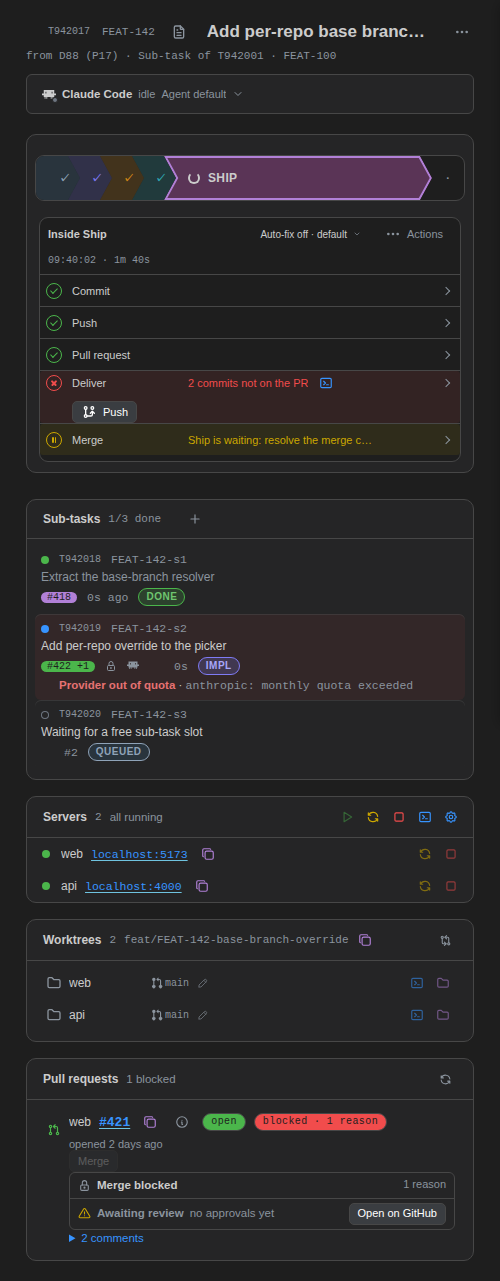 T942017 FEAT-142 Add per-repo base branc…
from D88 (P17) · Sub-task of T942001 · FEAT-100
Claude Code idle Agent default
SHIP
Inside Ship Auto-fix off · default Actions
09:40:02 · 1m 40s
Commit
Push
Pull request
Deliver 2 commits not on the PR
Push
Merge Ship is waiting: resolve the merge c…
Sub-tasks 1/3 done
T942018 FEAT-142-s1
Extract the base-branch resolver
#418 0s ago DONE
T942019 FEAT-142-s2
Add per-repo override to the picker
#422 +1 0s IMPL
Provider out of quota · anthropic: monthly quota exceeded
T942020 FEAT-142-s3
Waiting for a free sub-task slot
#2 QUEUED
Servers 2 all running
web localhost:5173
api localhost:4000
Worktrees 2 feat/FEAT-142-base-branch-override
web main
api main
Pull requests 1 blocked
web #421 open blocked · 1 reason
opened 2 days ago
Merge
Merge blocked 1 reason
Awaiting review no approvals yet Open on GitHub
2 comments